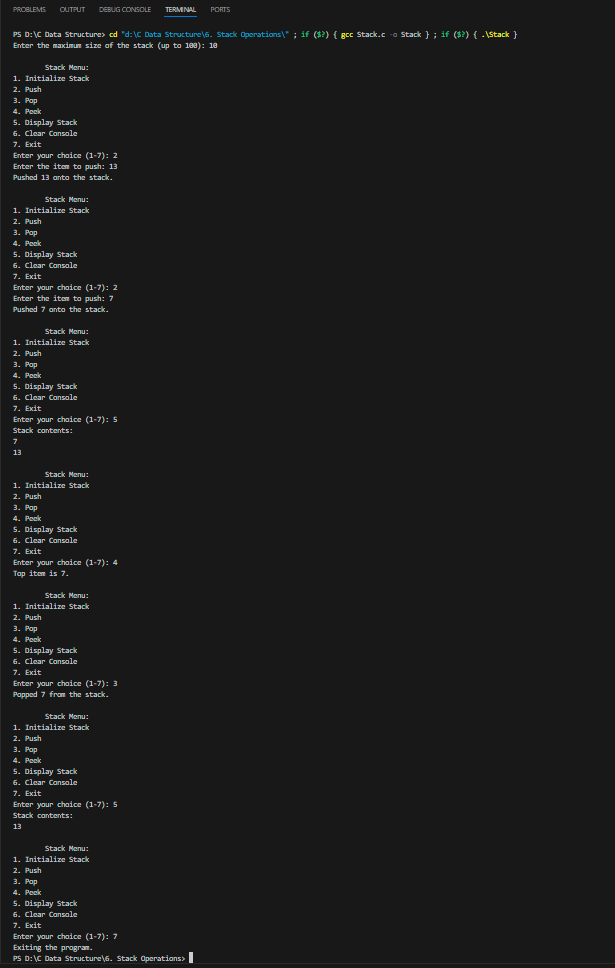 PROBLEMS OUTPUT DEBUG CONSOLE TERMINAL PORTS
PS D:\C Data Structure> cd "d:\C Data Structure\6. Stack Operations\" ; if ($?) { gcc Stack.c -o Stack } ; if ($?) { .\Stack }
Enter the maximum size of the stack (up to 100): 10
Stack Menu:
1. Initialize Stack
2. Push
3. Pop
4. Peek
5. Display Stack
6. Clear Console
7. Exit
Enter your choice (1-7): 2
Enter the item to push: 13
Pushed 13 onto the stack.
Stack Menu:
1. Initialize Stack
2. Push
3. Pop
4. Peek
5. Display Stack
6. Clear Console
7. Exit
Enter your choice (1-7): 2
Enter the item to push: 7
Pushed 7 onto the stack.
Stack Menu:
1. Initialize Stack
2. Push
3. Pop
4. Peek
5. Display Stack
6. Clear Console
7. Exit
Enter your choice (1-7): 5
Stack contents:
7
13
Stack Menu:
1. Initialize Stack
2. Push
3. Pop
4. Peek
5. Display Stack
6. Clear Console
7. Exit
Enter your choice (1-7): 4
Top item is 7.
Stack Menu:
1. Initialize Stack
2. Push
3. Pop
4. Peek
5. Display Stack
6. Clear Console
7. Exit
Enter your choice (1-7): 3
Popped 7 from the stack.
Stack Menu:
1. Initialize Stack
2. Push
3. Pop
4. Peek
5. Display Stack
6. Clear Console
7. Exit
Enter your choice (1-7): 5
Stack contents:
13
Stack Menu:
1. Initialize Stack
2. Push
3. Pop
4. Peek
5. Display Stack
6. Clear Console
7. Exit
Enter your choice (1-7): 7
Exiting the program.
PS D:\C Data Structure\6. Stack Operations>